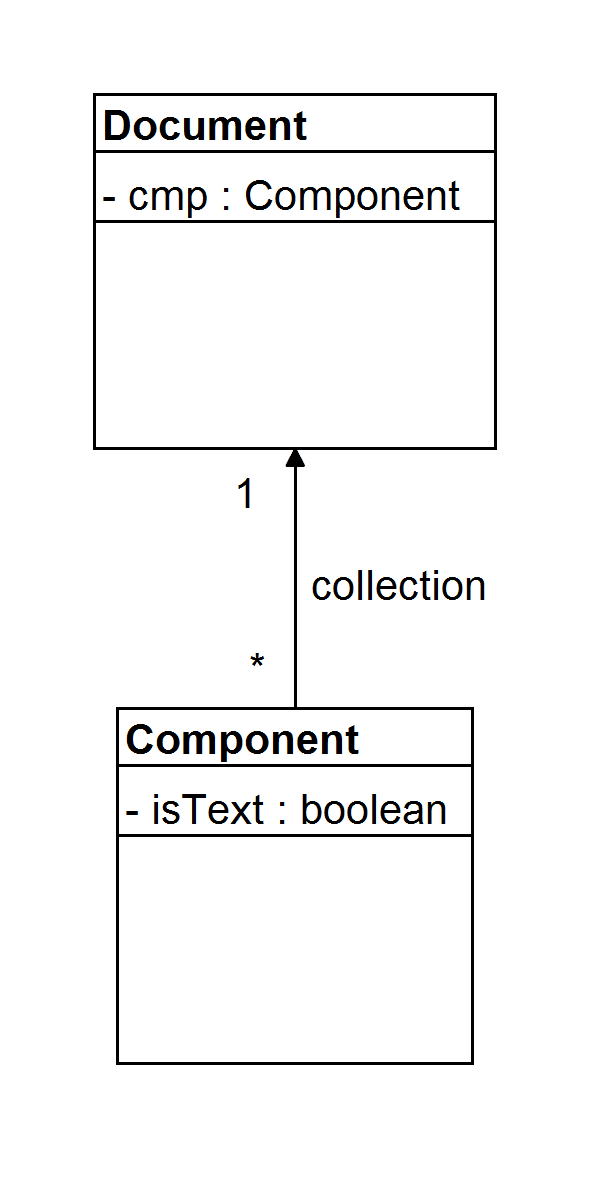 Document
- cmp : Component
1
collection
*
Component
- isText : boolean